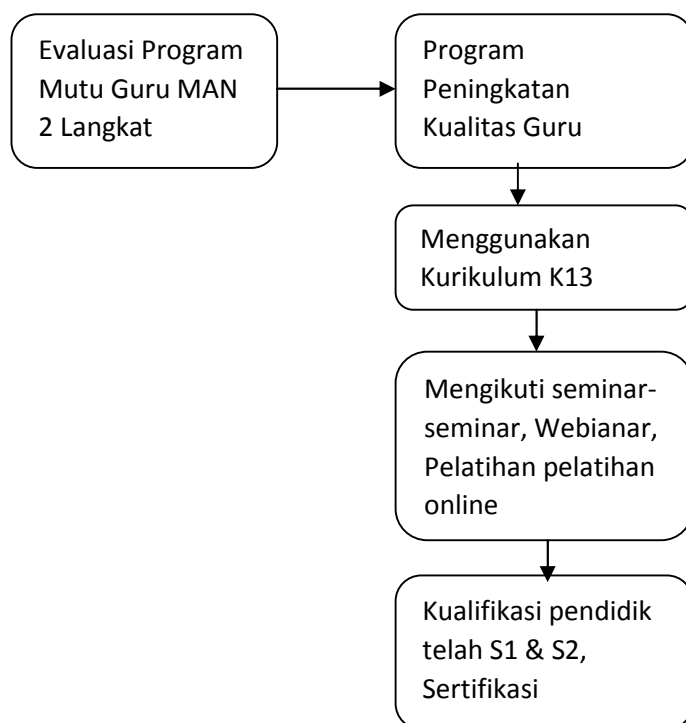 Evaluasi Program
Mutu Guru MAN
2 Langkat
Program
Peningkatan
Kualitas Guru
Menggunakan
Kurikulum K13
Mengikuti seminar-
seminar, Webianar,
Pelatihan pelatihan
online
Kualifikasi pendidik
telah S1 & S2,
Sertifikasi